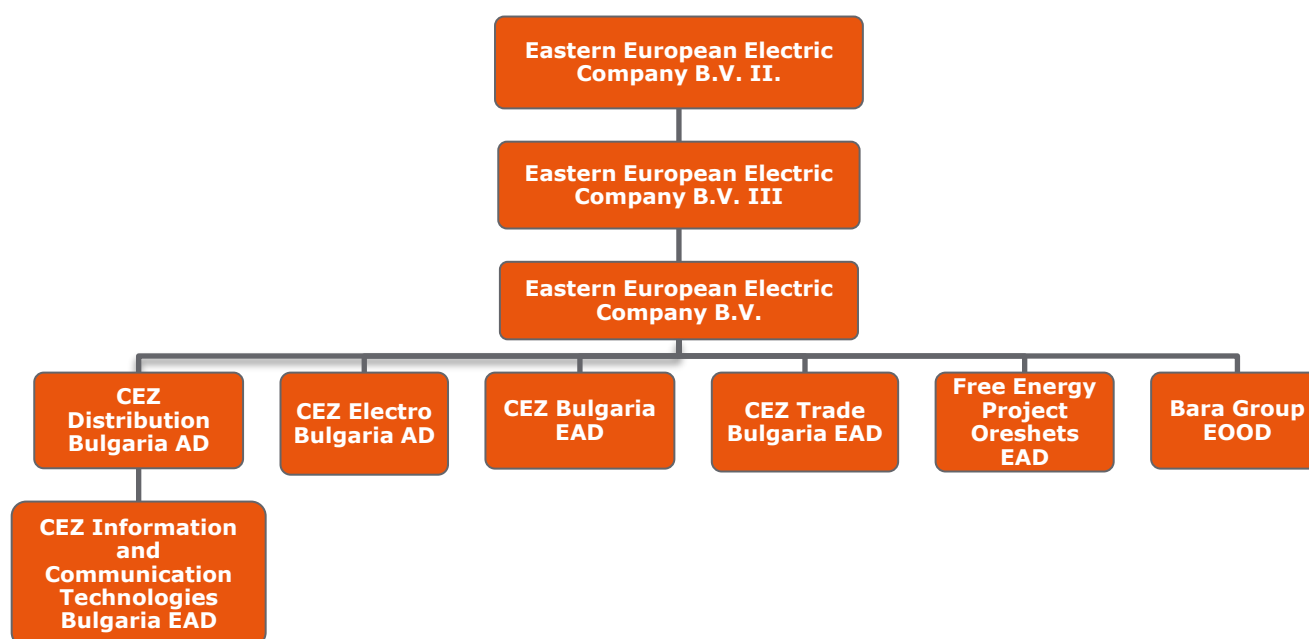 Eastern European Electric
Company B.V. II.
Eastern European Electric
Company B.V. III
Eastern European Electric
Company B.V.
CEZ
Distribution
Bulgaria AD
CEZ Electro
Bulgaria AD
CEZ Bulgaria
EAD
CEZ Trade
Bulgaria EAD
Free Energy
Project
Oreshets
EAD
Bara Group
EOOD
CEZ Information
and
Communication
Technologies
Bulgaria EAD